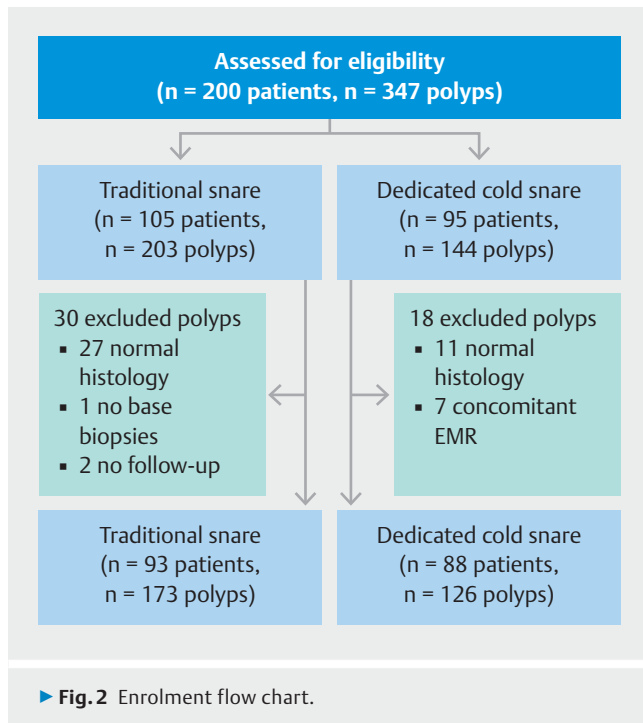 Assessed for eligibility
(n = 200 patients, n = 347 polyps)
Traditional snare
(n = 105 patients,
n = 203 polyps)
Dedicated cold snare
(n = 95 patients,
n = 144 polyps)
30 excluded polyps
▪ 27 normal
histology
▪ 1 no base
biopsies
▪ 2 no follow-up
18 excluded polyps
▪ 11 normal
histology
▪ 7 concomitant
EMR
Traditional snare
(n = 93 patients,
n = 173 polyps)
Dedicated cold snare
(n = 88 patients,
n = 126 polyps)
▶ Fig. 2 Enrolment flow chart.